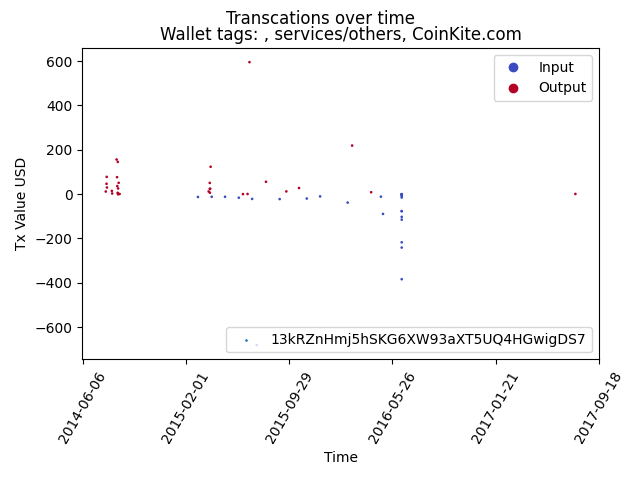 Transcations over time
Wallet tags: , services/others, CoinKite.com
Input
Output
600
400
200
0
−200
−400
−600
Tx Value USD
13kRZnHmj5hSKG6XW93aXT5UQ4HGwigDS7
2014-06-06
2015-02-01
2015-09-29
2016-05-26
2017-01-21
2017-09-18
Time